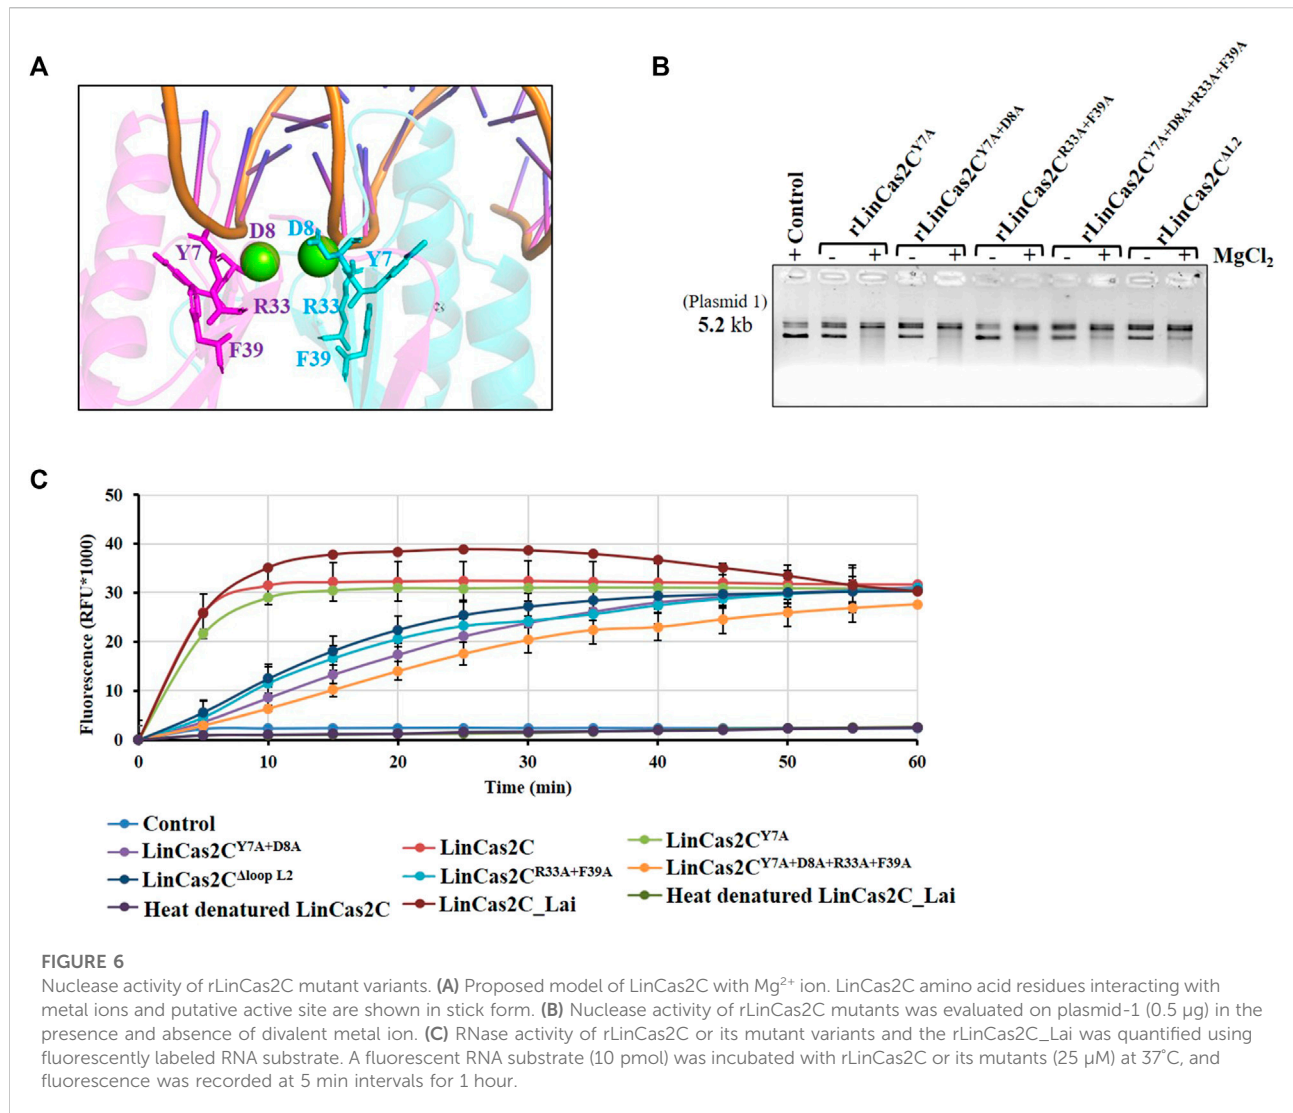 A
D8
D8
Y7
Y7
R33
R33
F39
F39
B
+ Control
rLinCas2C^Y7A
rLinCas2C^Y7A+D8A
rLinCas2C^R33A+F39A
rLinCas2C^Y7A+D8A+R33A+F39A
rLinCas2C^ΔL2
+ - + - + - + - + - + MgCl₂
(Plasmid 1)
5.2 kb
C
Fluorescence (RFU*1000)
50
40
30
20
10
0
0 10 20 30 40 50 60
Time (min)
Control
LinCas2C^Y7A+D8A
LinCas2C^Δloop L2
Heat denatured LinCas2C
LinCas2C
LinCas2C^R33A+F39A
LinCas2C_Lai
LinCas2C^Y7A
LinCas2C^Y7A+D8A+R33A+F39A
Heat denatured LinCas2C_Lai
FIGURE 6
Nuclease activity of rLinCas2C mutant variants. (A) Proposed model of LinCas2C with Mg²⁺ ion. LinCas2C amino acid residues interacting with
metal ions and putative active site are shown in stick form. (B) Nuclease activity of rLinCas2C mutants was evaluated on plasmid-1 (0.5 µg) in the
presence and absence of divalent metal ion. (C) RNase activity of rLinCas2C or its mutant variants and the rLinCas2C_Lai was quantified using
fluorescently labeled RNA substrate. A fluorescent RNA substrate (10 pmol) was incubated with rLinCas2C or its mutants (25 µM) at 37˚C, and
fluorescence was recorded at 5 min intervals for 1 hour.